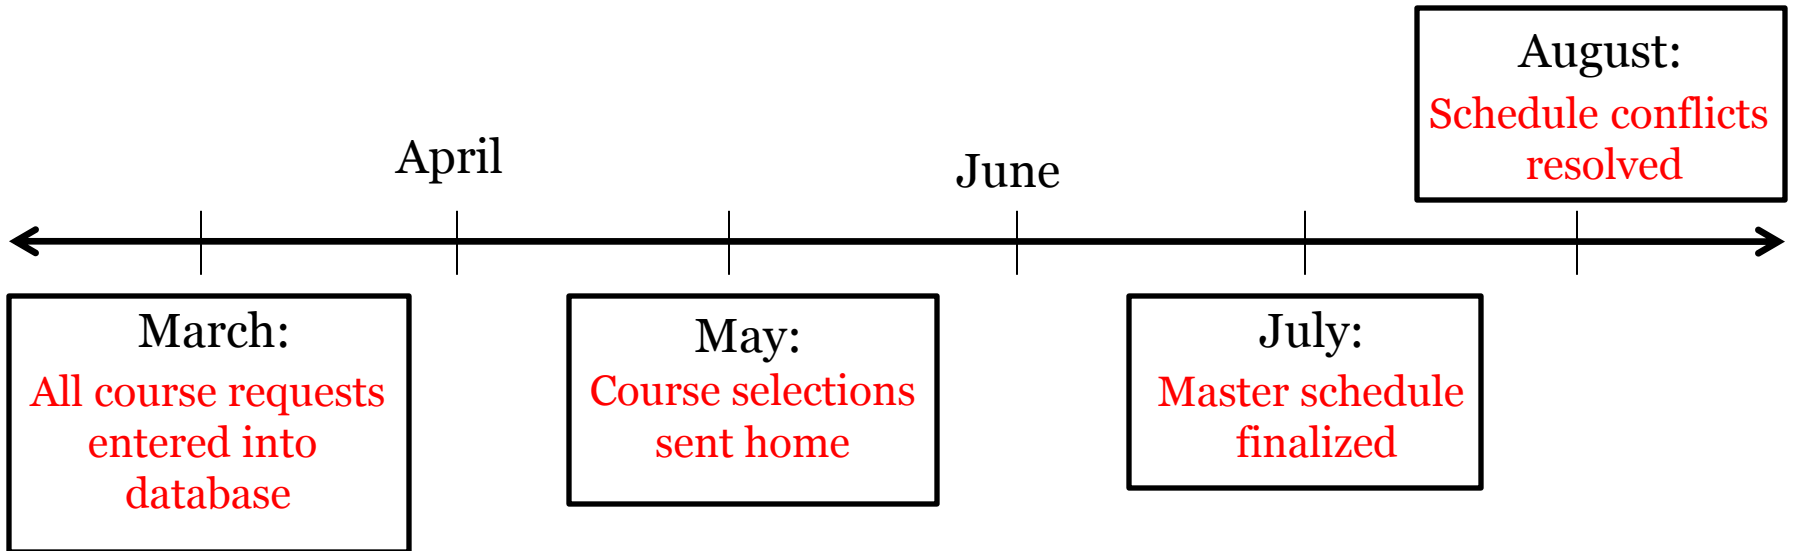 March:
All course requests
entered into
database
April
May:
Course selections
sent home
June
July:
Master schedule
finalized
August:
Schedule conflicts
resolved